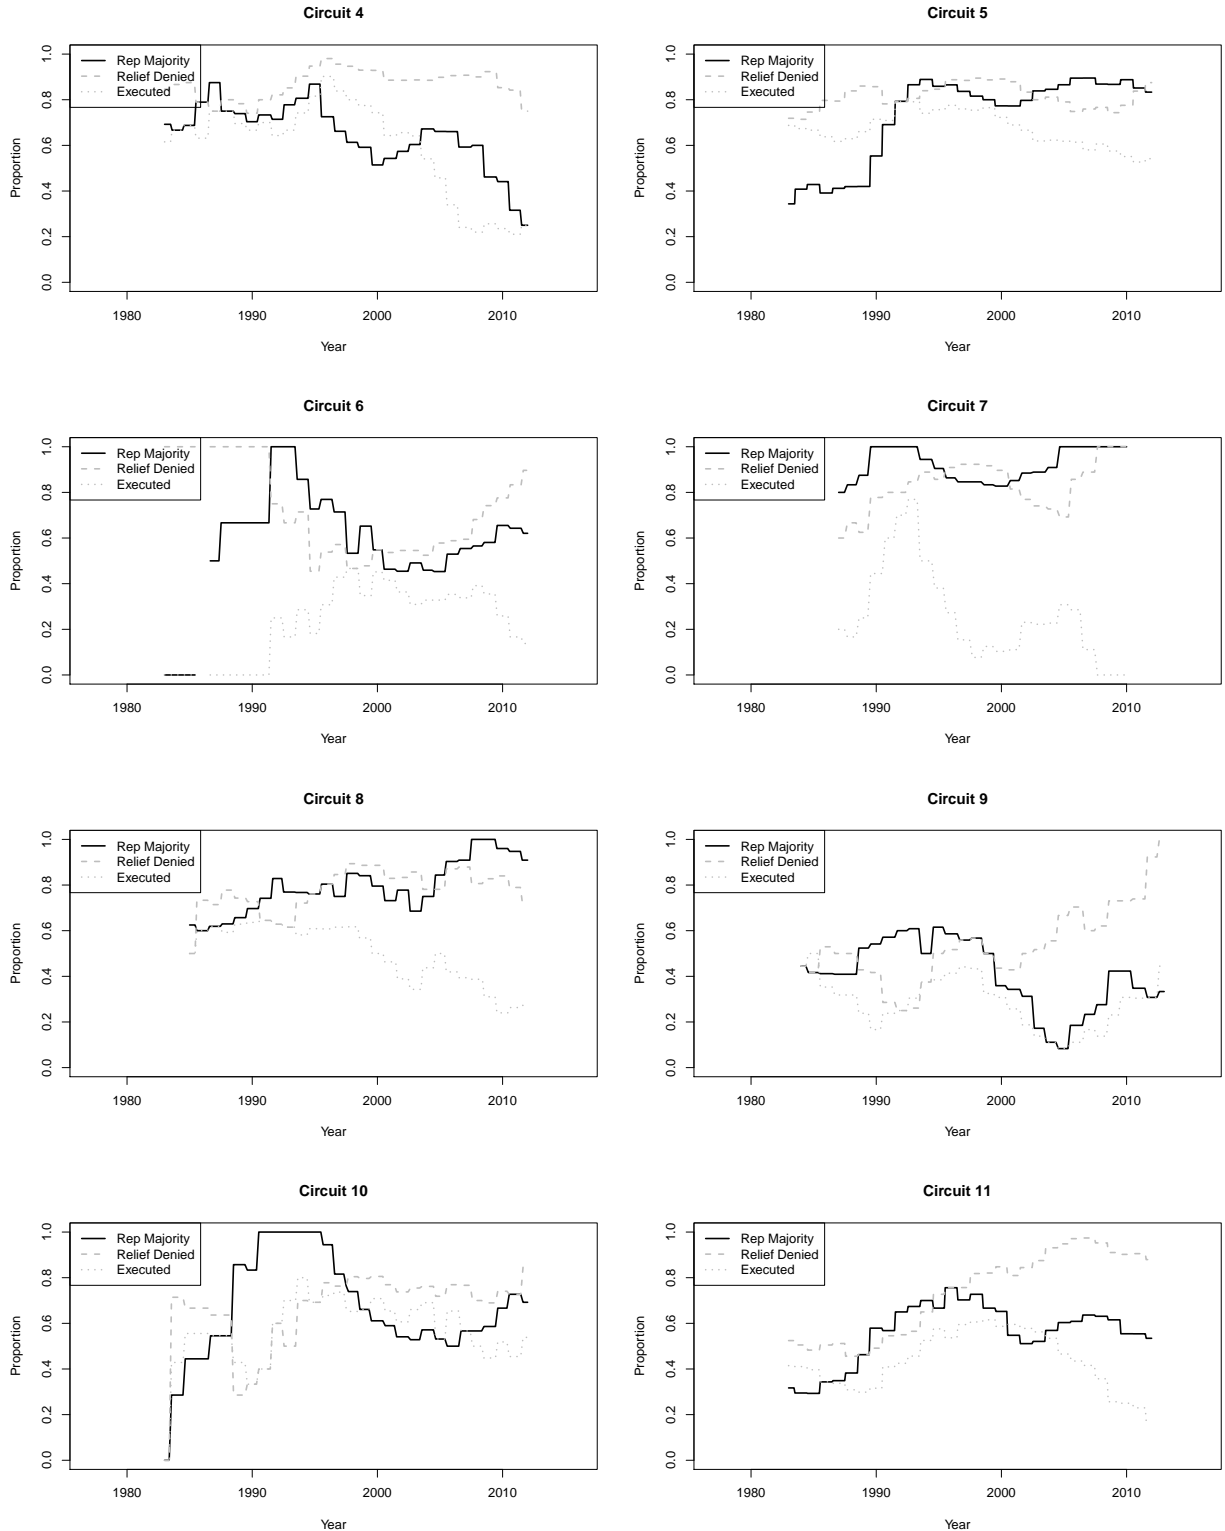 Circuit 4
Rep Majority
Relief Denied
Executed
Proportion
0.0 0.2 0.4 0.6 0.8 1.0
1980 1990 2000 2010
Year
Circuit 5
Rep Majority
Relief Denied
Executed
Proportion
0.0 0.2 0.4 0.6 0.8 1.0
1980 1990 2000 2010
Year
Circuit 6
Rep Majority
Relief Denied
Executed
Proportion
0.0 0.2 0.4 0.6 0.8 1.0
1980 1990 2000 2010
Year
Circuit 7
Rep Majority
Relief Denied
Executed
Proportion
0.0 0.2 0.4 0.6 0.8 1.0
1980 1990 2000 2010
Year
Circuit 8
Rep Majority
Relief Denied
Executed
Proportion
0.0 0.2 0.4 0.6 0.8 1.0
1980 1990 2000 2010
Year
Circuit 9
Rep Majority
Relief Denied
Executed
Proportion
0.0 0.2 0.4 0.6 0.8 1.0
1980 1990 2000 2010
Year
Circuit 10
Rep Majority
Relief Denied
Executed
Proportion
0.0 0.2 0.4 0.6 0.8 1.0
1980 1990 2000 2010
Year
Circuit 11
Rep Majority
Relief Denied
Executed
Proportion
0.0 0.2 0.4 0.6 0.8 1.0
1980 1990 2000 2010
Year